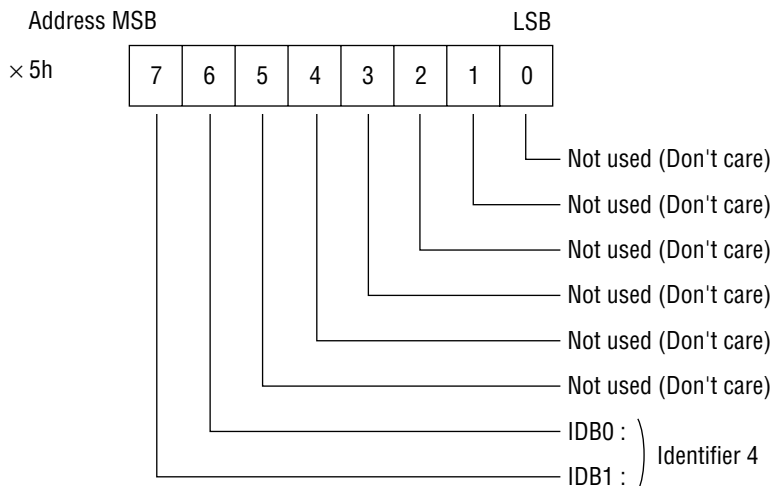 Address MSB LSB
× 5h 7 6 5 4 3 2 1 0
Not used (Don't care)
Not used (Don't care)
Not used (Don't care)
Not used (Don't care)
Not used (Don't care)
Not used (Don't care)
IDB0 :
Identifier 4
IDB1 :